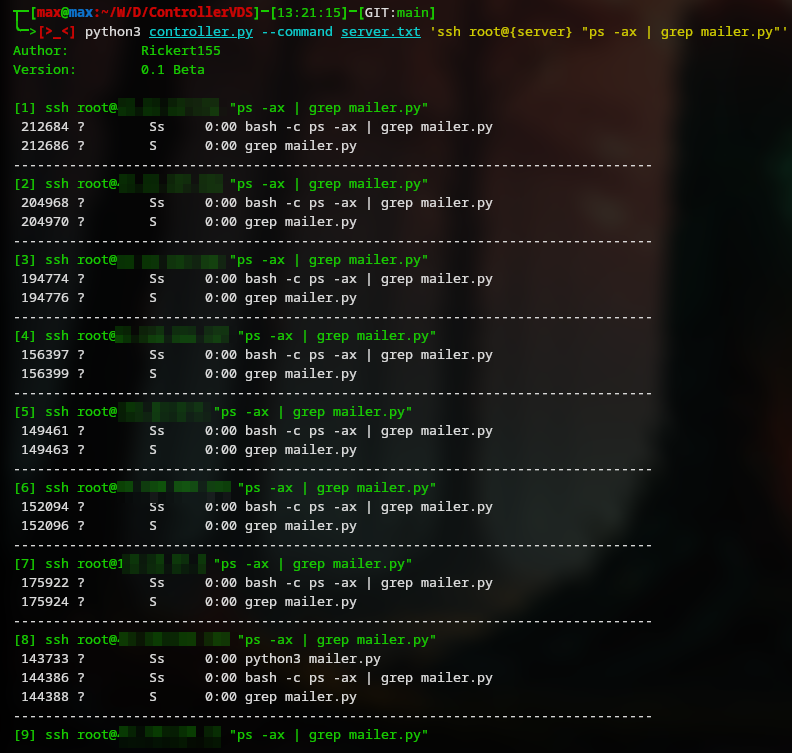 ┬─[max@max:~/W/D/ControllerVDS]─[13:21:15]─[GIT:main]
╰─>[>_<] python3 controller.py --command server.txt 'ssh root@{server} "ps -ax | grep mailer.py"'
Author: Rickert155
Version: 0.1 Beta
[1] ssh root@ "ps -ax | grep mailer.py"
212684 ? Ss 0:00 bash -c ps -ax | grep mailer.py
212686 ? S 0:00 grep mailer.py
--------------------------------------------------------------------------------
[2] ssh root@ "ps -ax | grep mailer.py"
204968 ? Ss 0:00 bash -c ps -ax | grep mailer.py
204970 ? S 0:00 grep mailer.py
--------------------------------------------------------------------------------
[3] ssh root@ "ps -ax | grep mailer.py"
194774 ? Ss 0:00 bash -c ps -ax | grep mailer.py
194776 ? S 0:00 grep mailer.py
--------------------------------------------------------------------------------
[4] ssh root@ "ps -ax | grep mailer.py"
156397 ? Ss 0:00 bash -c ps -ax | grep mailer.py
156399 ? S 0:00 grep mailer.py
--------------------------------------------------------------------------------
[5] ssh root@ "ps -ax | grep mailer.py"
149461 ? Ss 0:00 bash -c ps -ax | grep mailer.py
149463 ? S 0:00 grep mailer.py
--------------------------------------------------------------------------------
[6] ssh root@ "ps -ax | grep mailer.py"
152094 ? Ss 0:00 bash -c ps -ax | grep mailer.py
152096 ? S 0:00 grep mailer.py
--------------------------------------------------------------------------------
[7] ssh root@1 "ps -ax | grep mailer.py"
175922 ? Ss 0:00 bash -c ps -ax | grep mailer.py
175924 ? S 0:00 grep mailer.py
--------------------------------------------------------------------------------
[8] ssh root@ "ps -ax | grep mailer.py"
143733 ? Ss 0:00 python3 mailer.py
144386 ? Ss 0:00 bash -c ps -ax | grep mailer.py
144388 ? S 0:00 grep mailer.py
--------------------------------------------------------------------------------
[9] ssh root@ "ps -ax | grep mailer.py"